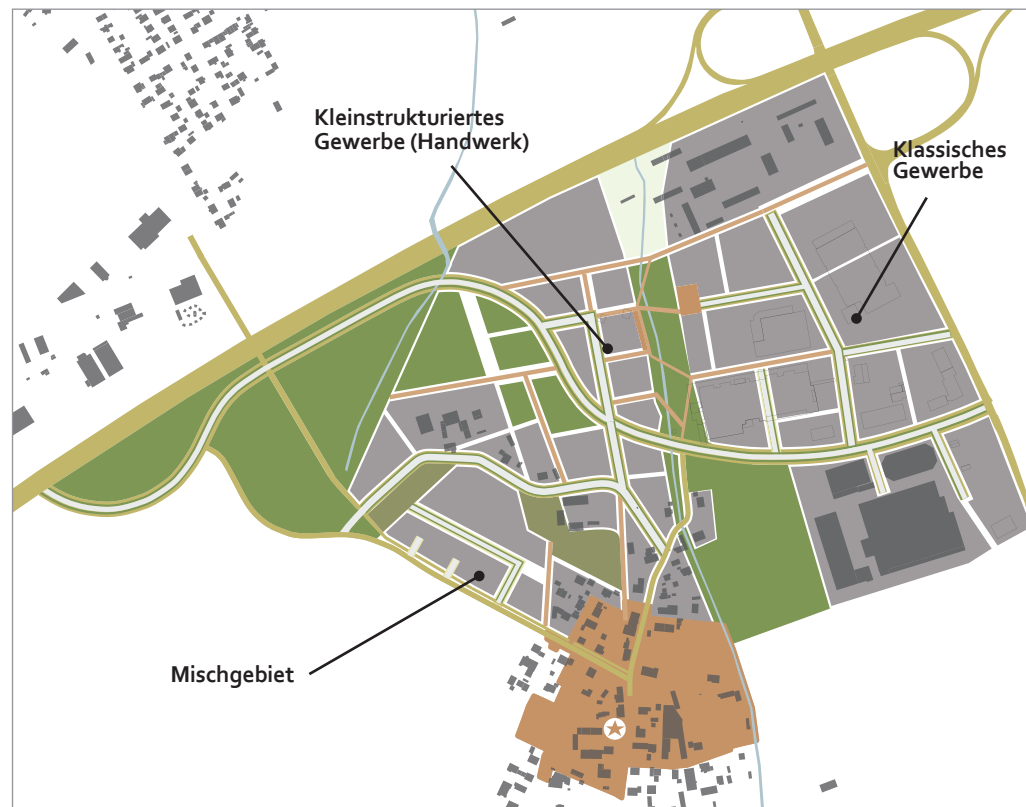 Kleinstrukturiertes
Gewerbe (Handwerk)
Klassisches
Gewerbe
Mischgebiet